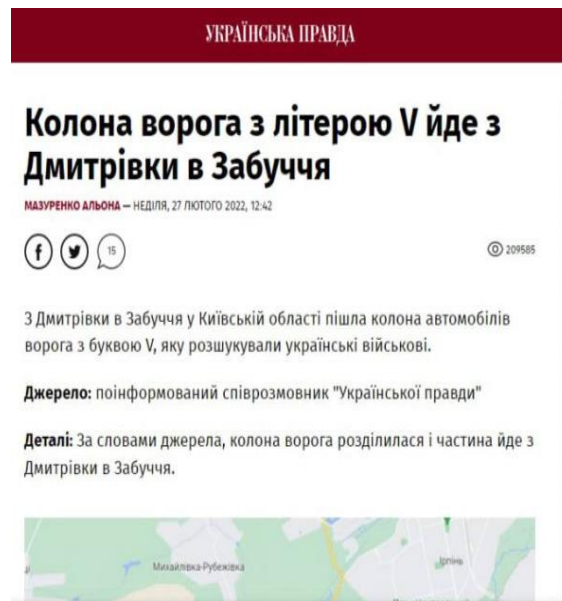 УКРАЇНСЬКА ПРАВДА
Колона ворога з літерою V йде з
Дмитрівки в Забуччя
МАЗУРЕНКО АЛЬОНА — НЕДІЛЯ, 27 ЛЮТОГО 2022, 12:42
15
209585
З Дмитрівки в Забуччя у Київській області пішла колона автомобілів
ворога з буквою V, яку розшукували українські військові.
Джерело: поінформований співрозмовник "Української правди"
Деталі: За словами джерела, колона ворога розділилася і частина йде з
Дмитрівки в Забуччя.
Михайлівка-Рубежівка
Ірпінь